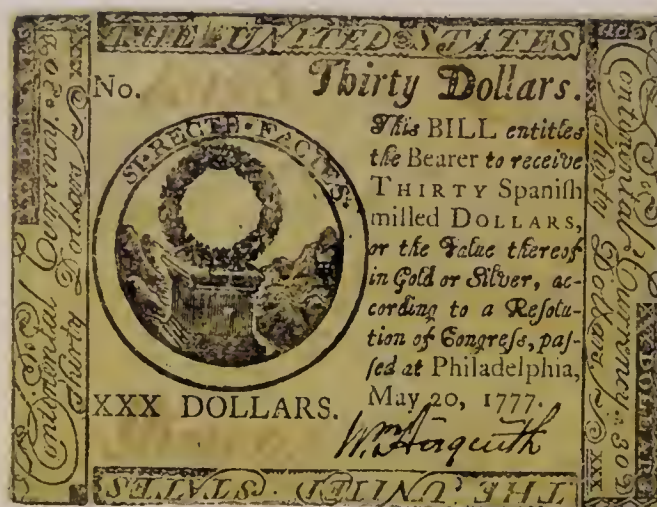 THE UNITED STATES
No. Thirty Dollars.
SI RECTE FACIES.
This BILL entitles
the Bearer to receive
THIRTY Spaniſh
milled DOLLARS,
or the Value thereof
in Gold or Silver, ac-
cording to a Reſolu-
tion of Congreſs, paſ-
ſed at Philadelphia,
May 20, 1777.
XXX DOLLARS.
THE UNITED STATES
Continental Currency
Thirty Dollars
Continental Currency
Thirty Dollars
XXX